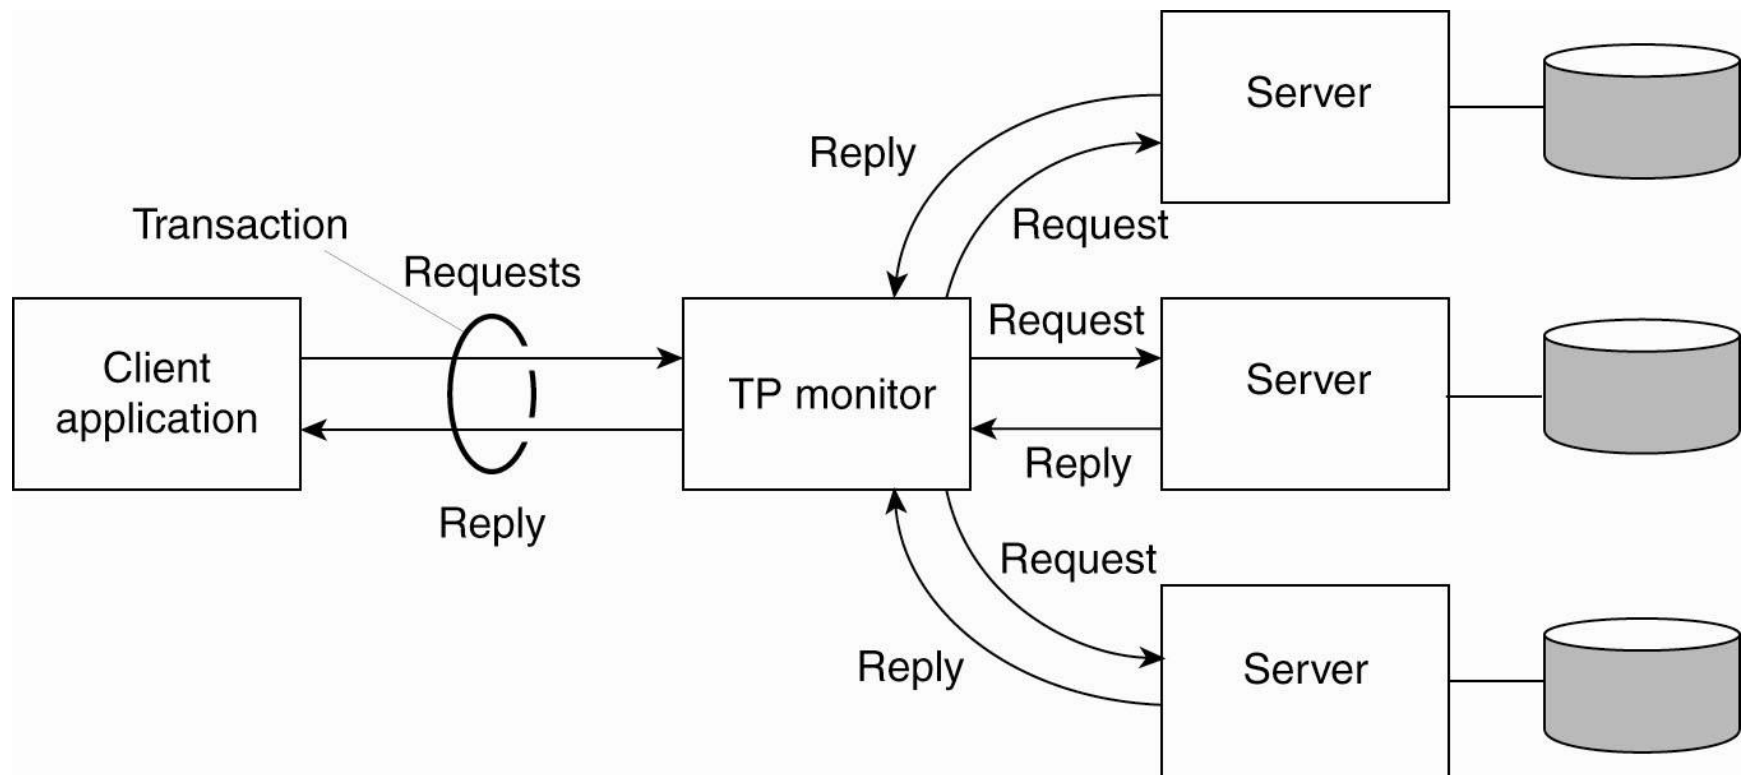 Server
Reply
Transaction
Request
Requests
Request
Client
application
TP monitor
Server
Reply
Reply
Request
Reply
Server